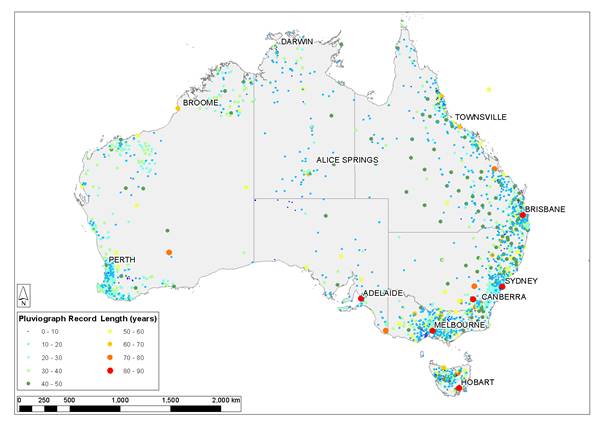 DARWIN
BROOME
TOWNSVILLE
ALICE SPRINGS
BRISBANE
PERTH
SYDNEY
ADELAIDE
CANBERRA
MELBOURNE
HOBART
N
Pluviograph Record Length (years)
0 - 10
10 - 20
20 - 30
30 - 40
40 - 50
50 - 60
60 - 70
70 - 80
80 - 90
0 250 500 1,000 1,500 2,000 km